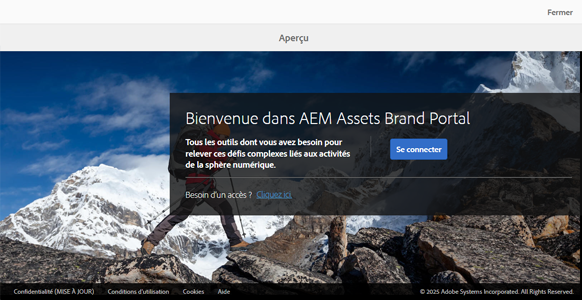 Fermer
Aperçu
Bienvenue dans AEM Assets Brand Portal
Tous les outils dont vous avez besoin pour
relever ces défis complexes liés aux activités
de la sphère numérique.
Se connecter
Besoin d'un accès ? Cliquez ici
Confidentialité (MISE À JOUR) Conditions d'utilisation Cookies Aide © 2025 Adobe Systems Incorporated. All Rights Reserved.